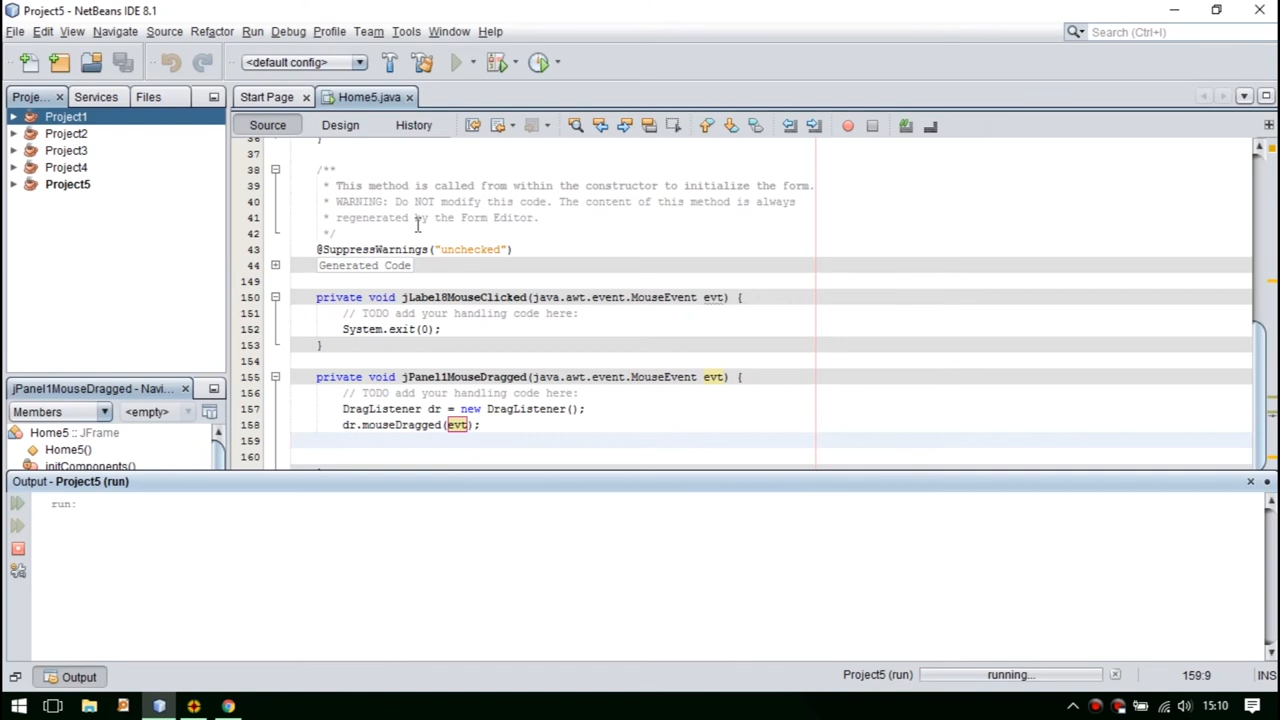 Project5 - NetBeans IDE 8.1
File Edit View Navigate Source Refactor Run Debug Profile Team Tools Window Help
Search (Ctrl+I)
<default config>
Proje... Services Files
Start Page Home5.java
Source Design History
Project1
Project2
Project3
Project4
Project5
36 }
37
38 /**
39 * This method is called from within the constructor to initialize the form.
40 * WARNING: Do NOT modify this code. The content of this method is always
41 * regenerated by the Form Editor.
42 */
43 @SuppressWarnings("unchecked")
44 Generated Code
149
150 private void jLabel8MouseClicked(java.awt.event.MouseEvent evt) {
151 // TODO add your handling code here:
152 System.exit(0);
153 }
154
155 private void jPanel1MouseDragged(java.awt.event.MouseEvent evt) {
156 // TODO add your handling code here:
157 DragListener dr = new DragListener();
158 dr.mouseDragged(evt);
159
160
jPanel1MouseDragged - Navi...
Members <empty>
Home5 :: JFrame
Home5()
initComponents()
Output - Project5 (run)
run:
Output
Project5 (run) running... 159:9 INS
15:10